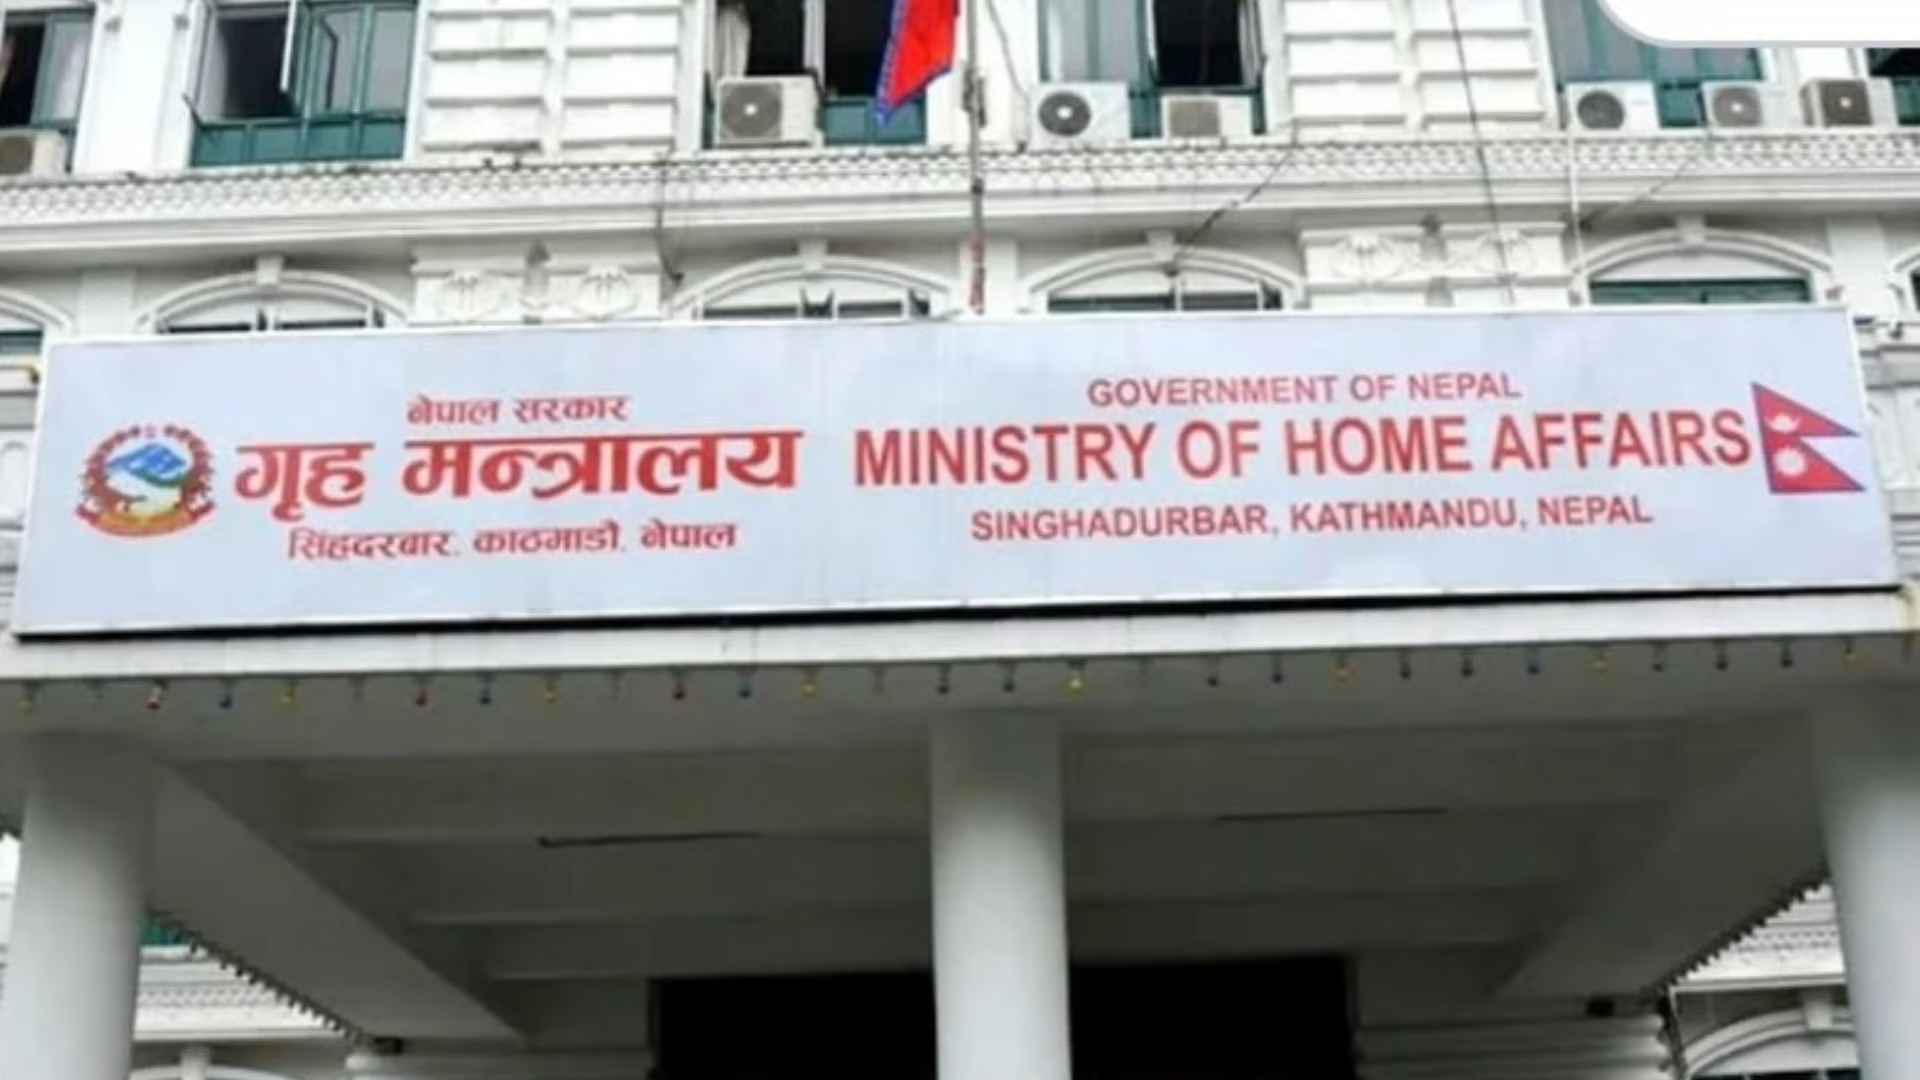 नेपाल सरकार
गृह मन्त्रालय
सिंहदरबार, काठमाडौं, नेपाल
GOVERNMENT OF NEPAL
MINISTRY OF HOME AFFAIRS
SINGHADURBAR, KATHMANDU, NEPAL